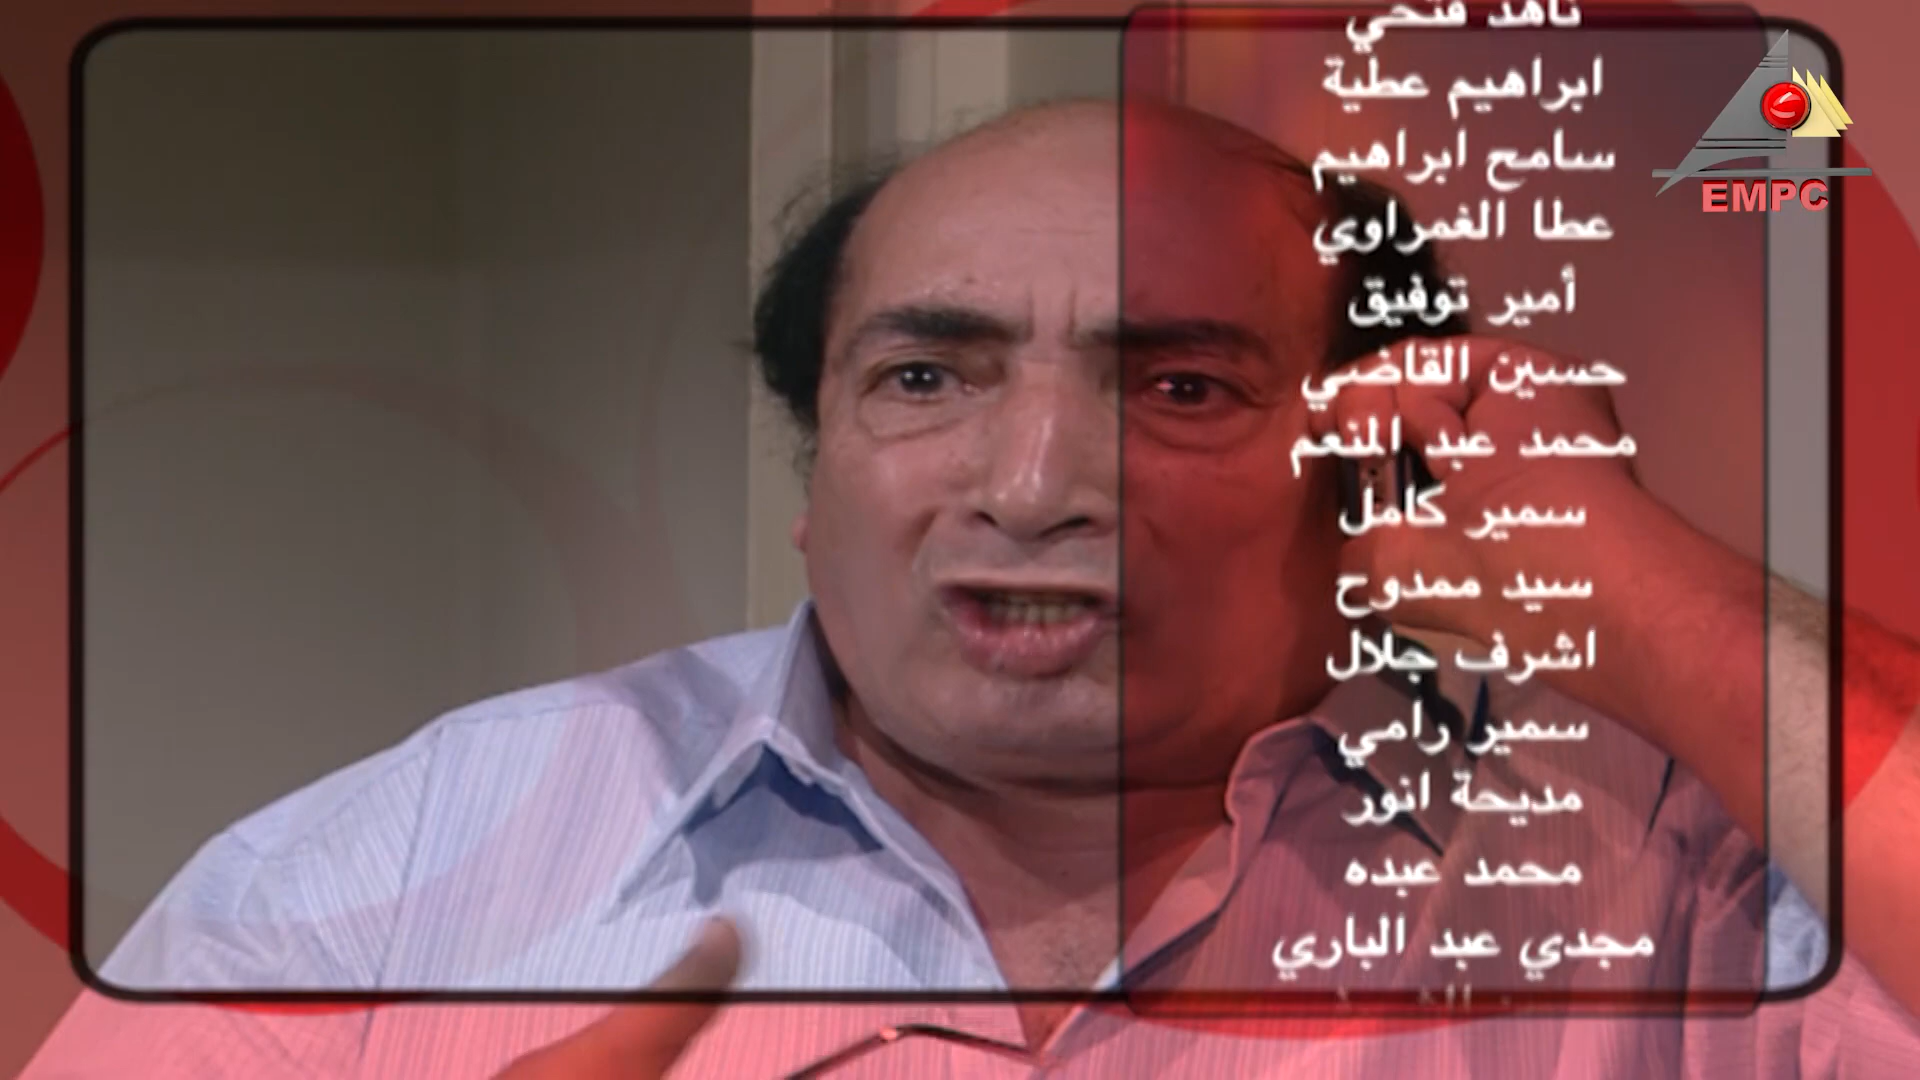 ناهد فتحي
ابراهيم عطية
سامح ابراهيم
عطا الغمراوي
أمير توفيق
حسين القاضي
محمد عبد المنعم
سمير كامل
سيد ممدوح
اشرف جلال
سمير رامي
مديحة انور
محمد عبده
مجدي عبد الباري
EMPC